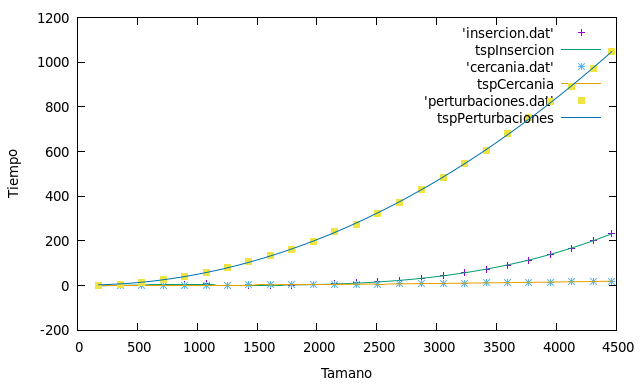 1200
1000
800
600
400
200
0
-200
0 500 1000 1500 2000 2500 3000 3500 4000 4500
Tiempo
Tamano
'insercion.dat'
tspInsercion
'cercania.dat'
tspCercania
'perturbaciones.dat'
tspPerturbaciones